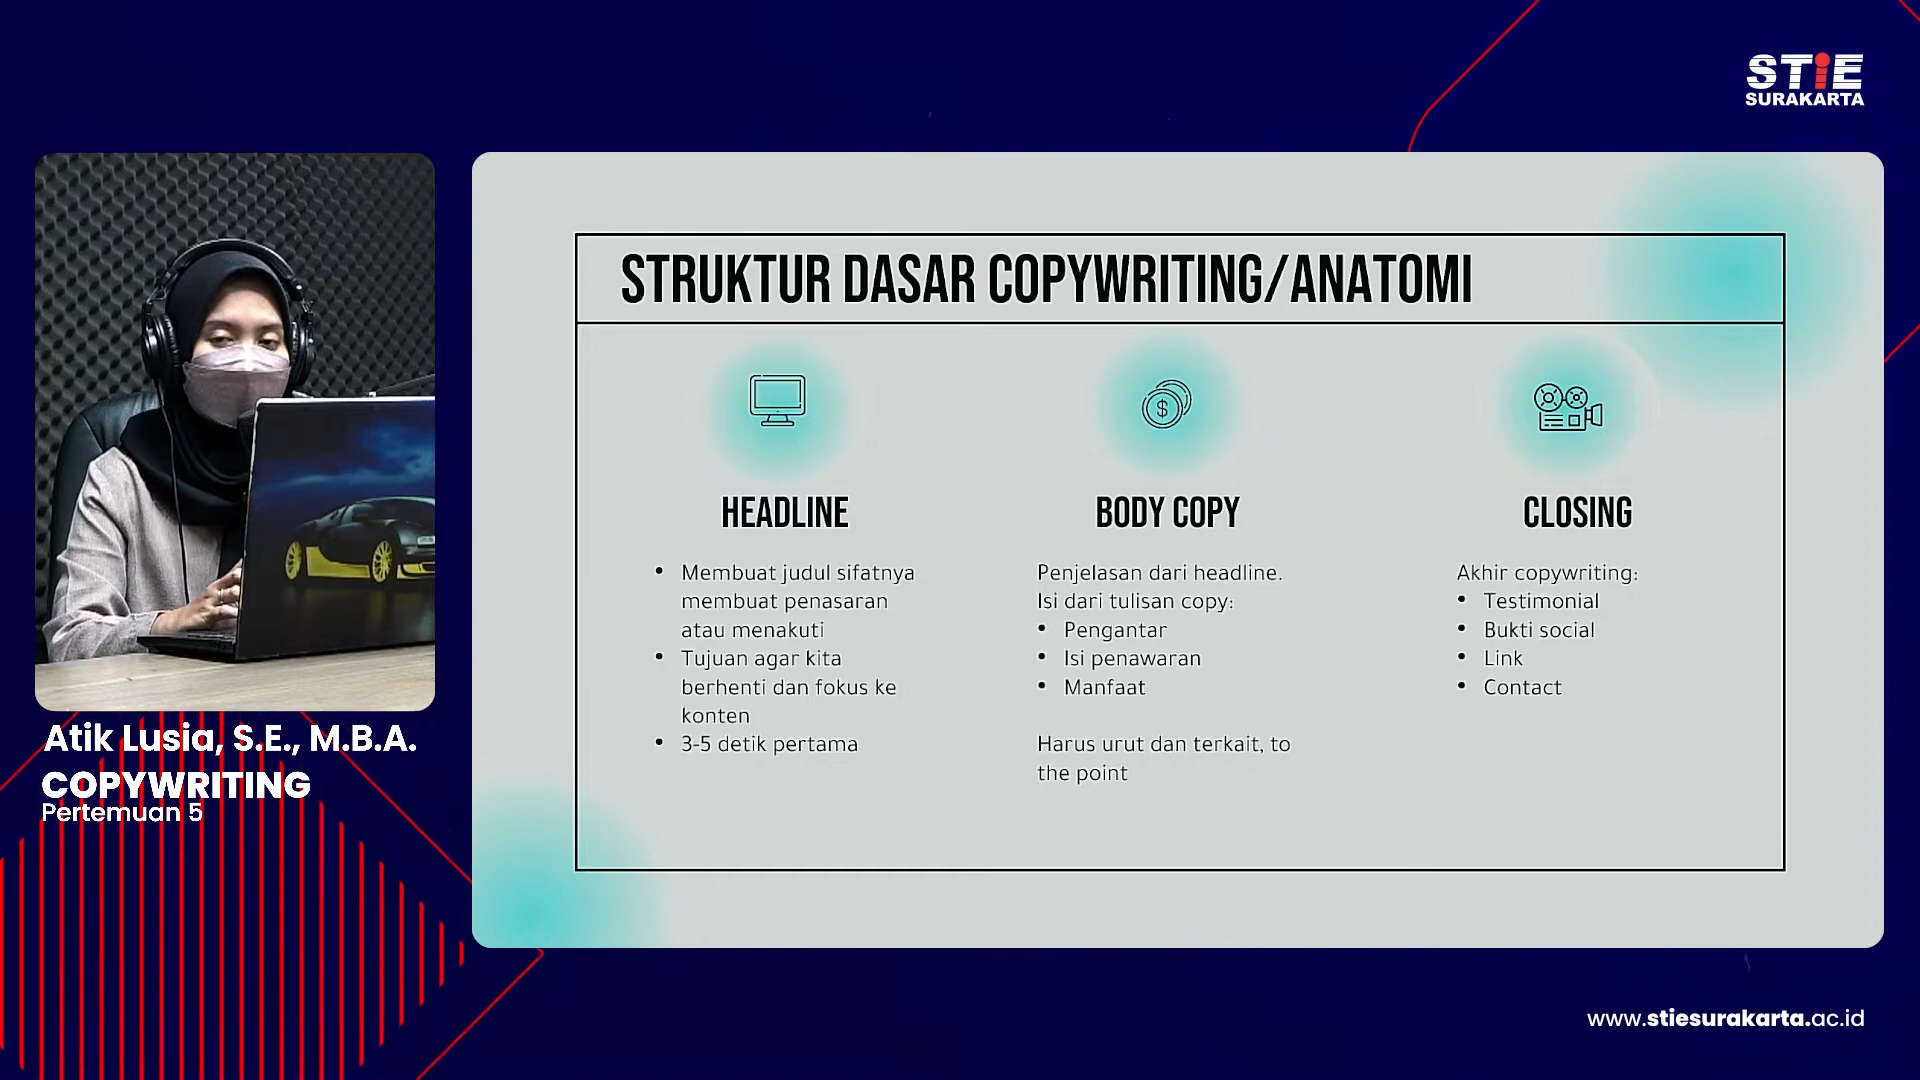 STiE
SURAKARTA
STRUKTUR DASAR COPYWRITING/ANATOMI
HEADLINE
• Membuat judul sifatnya
membuat penasaran
atau menakuti
• Tujuan agar kita
berhenti dan fokus ke
konten
• 3-5 detik pertama
$
BODY COPY
Penjelasan dari headline.
Isi dari tulisan copy:
• Pengantar
• Isi penawaran
• Manfaat
Harus urut dan terkait, to
the point
CLOSING
Akhir copywriting:
• Testimonial
• Bukti social
• Link
• Contact
Atik Lusia, S.E., M.B.A.
COPYWRITING
Pertemuan 5
www.stiesurakarta.ac.id